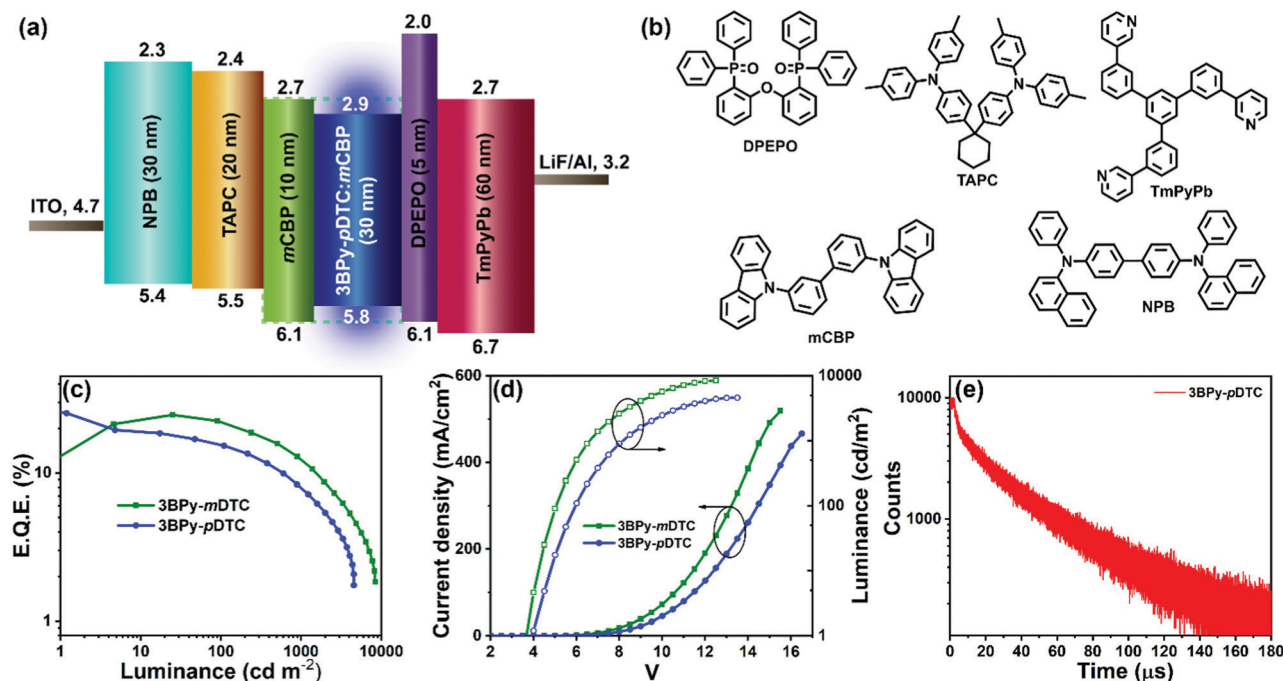 (a)
2.3
2.4
2.7
2.9
2.0
2.7
ITO, 4.7
NPB (30 nm)
TAPC (20 nm)
mCBP (10 nm)
3BPy-pDTC:mCBP
(30 nm)
DPEPO (5 nm)
TmPyPb (60 nm)
LiF/Al, 3.2
5.4
5.5
6.1
5.8
6.1
6.7
(b)
P=O
O=P
O
DPEPO
N
N
TAPC
N
N
N
TmPyPb
N
N
mCBP
N
N
NPB
(c)
E.Q.E. (%)
10
1
3BPy-mDTC
3BPy-pDTC
1
10
100
1000
10000
Luminance (cd m-2)
(d)
Current density (mA/cm2)
600
500
400
300
200
100
0
3BPy-mDTC
3BPy-pDTC
2
4
6
8
10
12
14
16
V
10000
100
1
Luminance (cd/m2)
(e)
3BPy-pDTC
Counts
10000
1000
0
20
40
60
80
100
120
140
160
180
Time (μs)